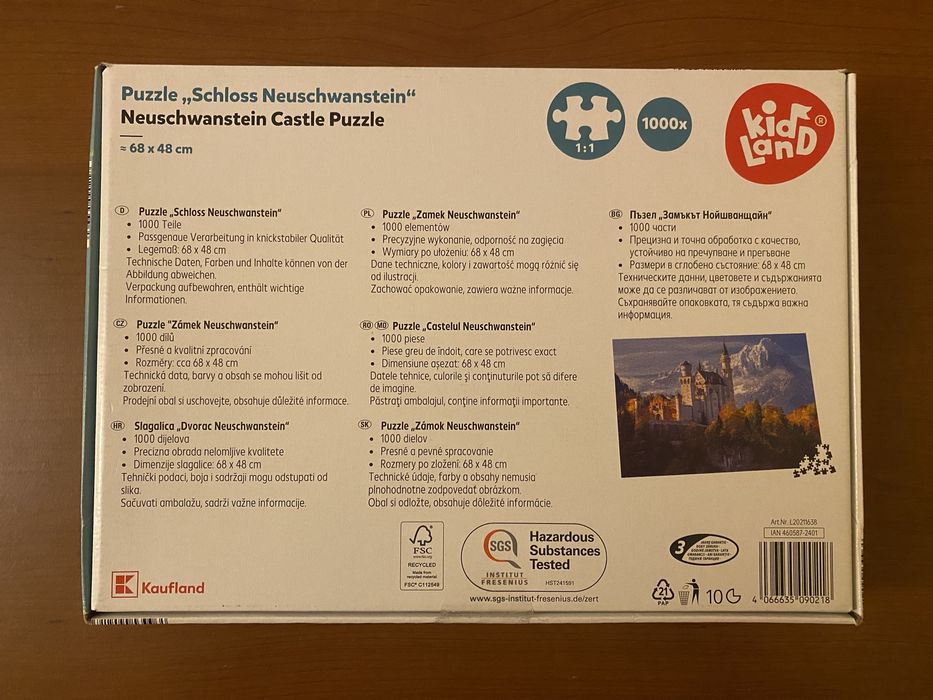 Puzzle „Schloss Neuschwanstein“
Neuschwanstein Castle Puzzle
≈ 68 x 48 cm
1:1
1000x
kid
LanD®
D Puzzle „Schloss Neuschwanstein“
• 1000 Teile
• Passgenaue Verarbeitung in knickstabiler Qualität
• Legemaß: 68 x 48 cm
Technische Daten, Farben und Inhalte können von der
Abbildung abweichen.
Verpackung aufbewahren, enthält wichtige
Informationen.
CZ Puzzle "Zámek Neuschwanstein“
• 1000 dílů
• Přesné a kvalitní zpracování
• Rozměry: cca 68 x 48 cm
Technická data, barvy a obsah se mohou lišit od
zobrazení.
Prodejní obal si uschovejte, obsahuje důležité informace.
HR Slagalica „Dvorac Neuschwanstein“
• 1000 dijelova
• Precizna obrada nelomljive kvalitete
• Dimenzije slagalice: 68 x 48 cm
Tehnički podaci, boja i sadržaji mogu odstupati od
slika.
Sačuvati ambalažu, sadrži važne informacije.
PL Puzzle „Zamek Neuschwanstein“
• 1000 elementów
• Precyzyjne wykonanie, odporność na zagięcia
• Wymiary po ułożeniu: 68 x 48 cm
Dane techniczne, kolory i zawartość mogą różnić się
od ilustracji.
Zachować opakowanie, zawiera ważne informacje.
RO MD Puzzle „Castelul Neuschwanstein“
• 1000 piese
• Piese greu de îndoit, care se potrivesc exact
• Dimensiune așezat: 68 x 48 cm
Datele tehnice, culorile și conținuturile pot să difere
de imagine.
Păstrați ambalajul, conține informații importante.
SK Puzzle „Zámok Neuschwanstein“
• 1000 dielov
• Presné a pevné spracovanie
• Rozmery po zložení: 68 x 48 cm
Technické údaje, farby a obsahy nemusia
plnohodnotne zodpovedať obrázkom.
Obal si odložte, obsahuje dôležité informácie.
BG Пъзел „Замъкът Нойшванщайн“
• 1000 части
• Прецизна и точна обработка с качество,
устойчиво на пречупване и прегъване
• Размери в сглобено състояние: 68 x 48 cm
Техническите данни, цветовете и съдържанията
може да се различават от изображението.
Съхранявайте опаковката, тя съдържа важна
информация.
Kaufland
FSC
www.fsc.org
RECYCLED
Made from
recycled material
FSC® C112649
SGS
INSTITUT
FRESENIUS
Hazardous
Substances
Tested
HST241591
www.sgs-institut-fresenius.de/zert
3
21
PAP
10
Art.Nr. L20211638
IAN 460587-2401
4 066635 090218